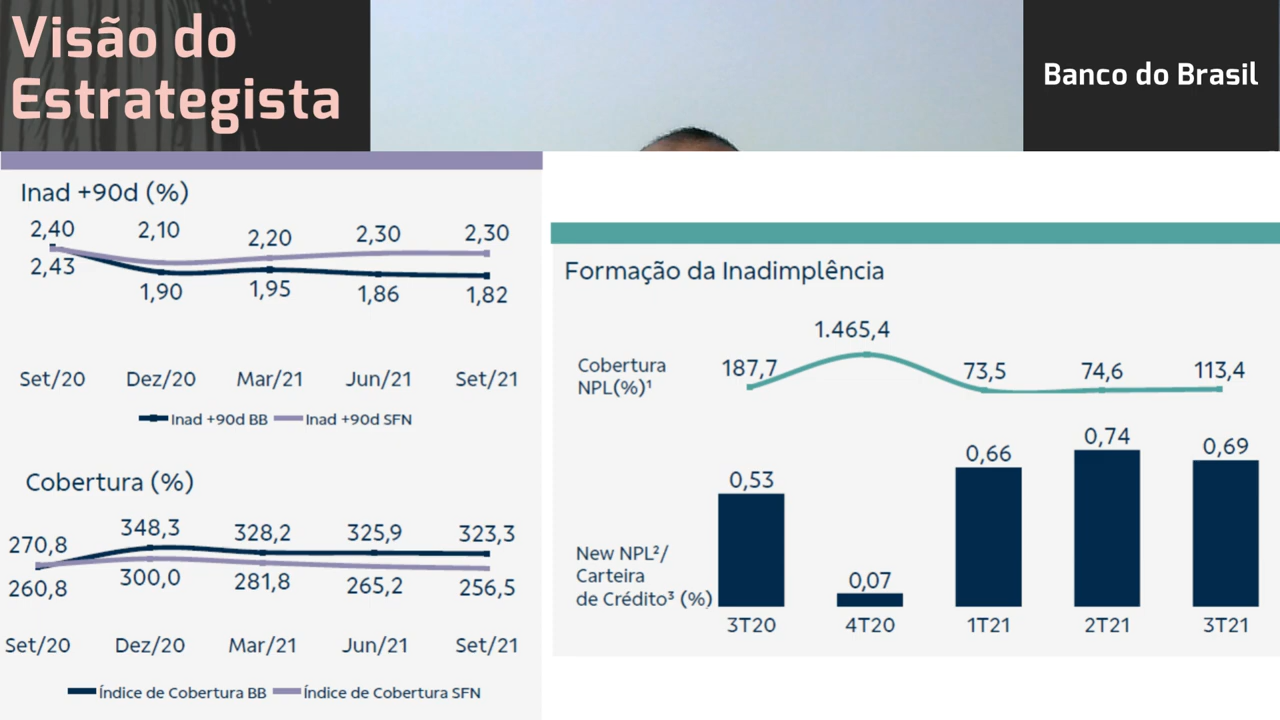 Visão do
Estrategista
Banco do Brasil
Inad +90d (%)
2,40 2,10 2,20 2,30 2,30
2,43 1,90 1,95 1,86 1,82
Set/20 Dez/20 Mar/21 Jun/21 Set/21
Inad +90d BB Inad +90d SFN
Cobertura (%)
270,8 348,3 328,2 325,9 323,3
260,8 300,0 281,8 265,2 256,5
Set/20 Dez/20 Mar/21 Jun/21 Set/21
Índice de Cobertura BB Índice de Cobertura SFN
Formação da Inadimplência
Cobertura
NPL(%)¹
187,7 1.465,4 73,5 74,6 113,4
0,53 0,07 0,66 0,74 0,69
New NPL²/
Carteira
de Crédito³ (%)
3T20 4T20 1T21 2T21 3T21